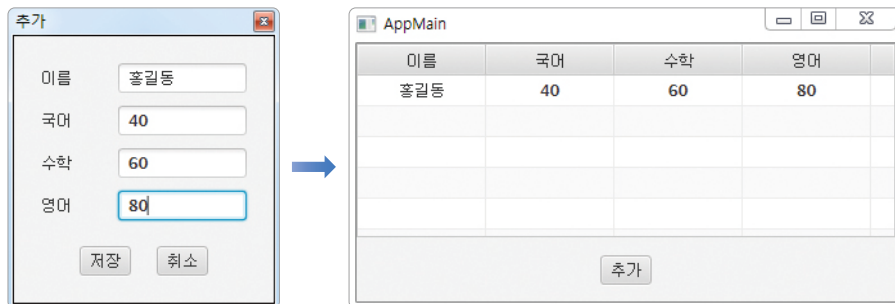 추가
이름 홍길동
국어 40
수학 60
영어 80
저장 취소
AppMain
이름 국어 수학 영어
홍길동 40 60 80
추가